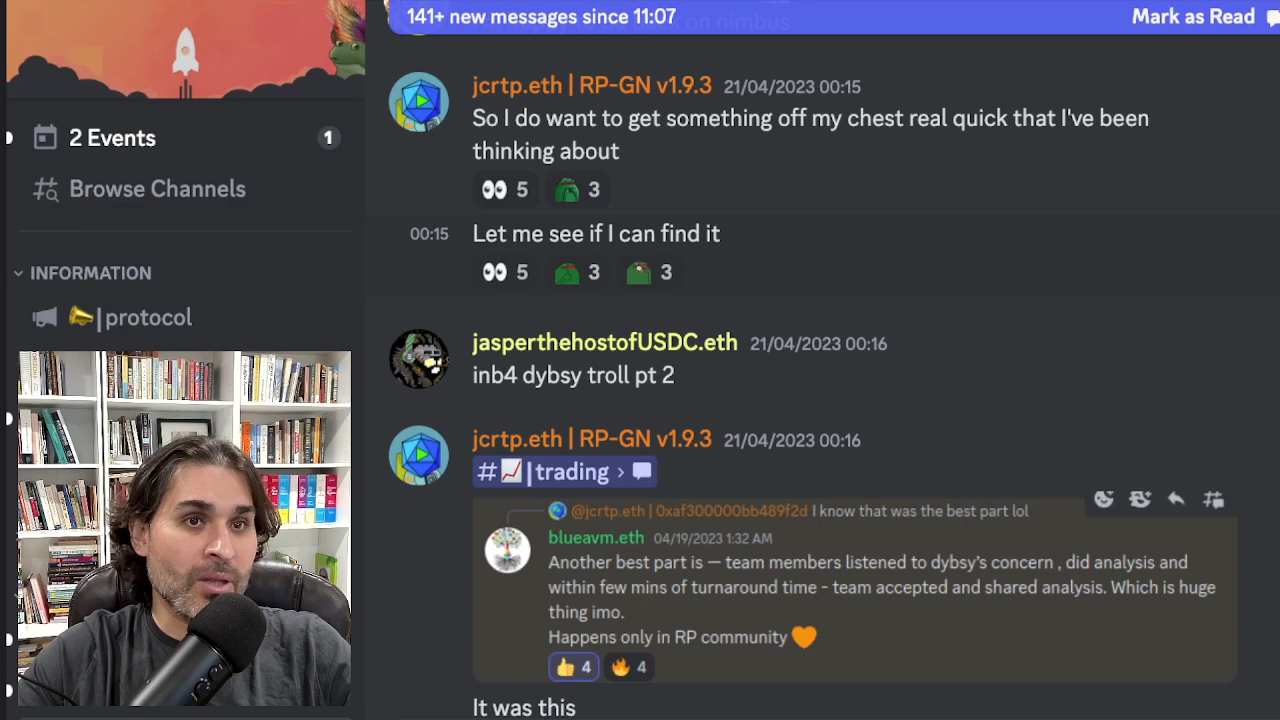 141+ new messages since 11:07
Mark as Read
2 Events
1
Browse Channels
INFORMATION
|protocol
jcrtp.eth | RP-GN v1.9.3 21/04/2023 00:15
So I do want to get something off my chest real quick that I've been
thinking about
5 3
00:15 Let me see if I can find it
5 3 3
jasperthehostofUSDC.eth 21/04/2023 00:16
inb4 dybsy troll pt 2
jcrtp.eth | RP-GN v1.9.3 21/04/2023 00:16
#|trading ›
@jcrtp.eth | 0xaf300000bb489f2d I know that was the best part lol
blueavm.eth 04/19/2023 1:32 AM
Another best part is — team members listened to dybsy's concern , did analysis and
within few mins of turnaround time - team accepted and shared analysis. Which is huge
thing imo.
Happens only in RP community 🧡
4 4
It was this